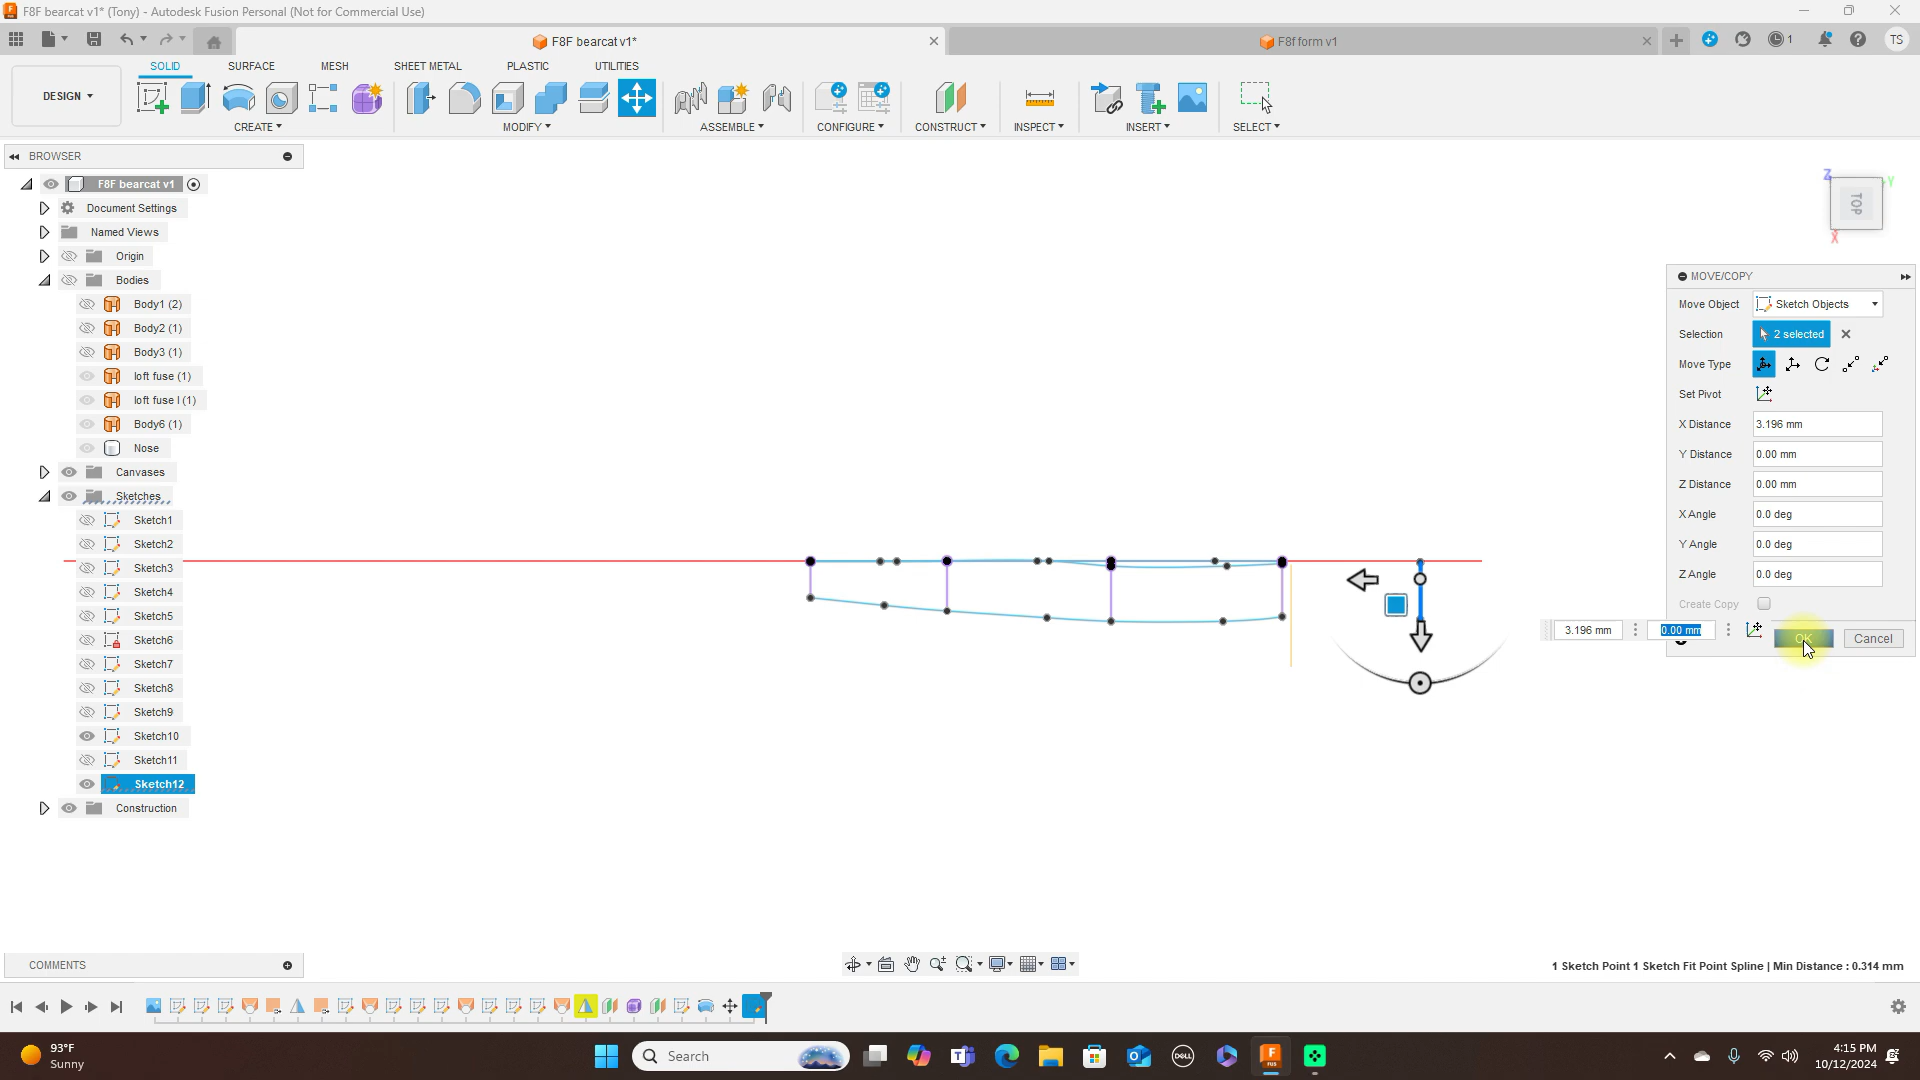 F8F bearcat v1* (Tony) - Autodesk Fusion Personal (Not for Commercial Use)
F8F bearcat v1*
F8f form v1
1
TS
SOLID SURFACE MESH SHEET METAL PLASTIC UTILITIES
DESIGN
CREATE MODIFY ASSEMBLE CONFIGURE CONSTRUCT INSPECT INSERT SELECT
BROWSER
F8F bearcat v1
Document Settings
Named Views
Origin
Bodies
Body1 (2)
Body2 (1)
Body3 (1)
loft fuse (1)
loft fuse l (1)
Body6 (1)
Nose
Canvases
Sketches
Sketch1
Sketch2
Sketch3
Sketch4
Sketch5
Sketch6
Sketch7
Sketch8
Sketch9
Sketch10
Sketch11
Sketch12
Construction
Z Y
TOP
X
MOVE/COPY
Move Object Sketch Objects
Selection 2 selected
Move Type
Set Pivot
X Distance 3.196 mm
Y Distance 0.00 mm
Z Distance 0.00 mm
X Angle 0.0 deg
Y Angle 0.0 deg
Z Angle 0.0 deg
Create Copy
3.196 mm 0.00 mm
OK Cancel
COMMENTS
1 Sketch Point 1 Sketch Fit Point Spline | Min Distance : 0.314 mm
93°F
Sunny
Search
DELL
FUS
4:15 PM
10/12/2024